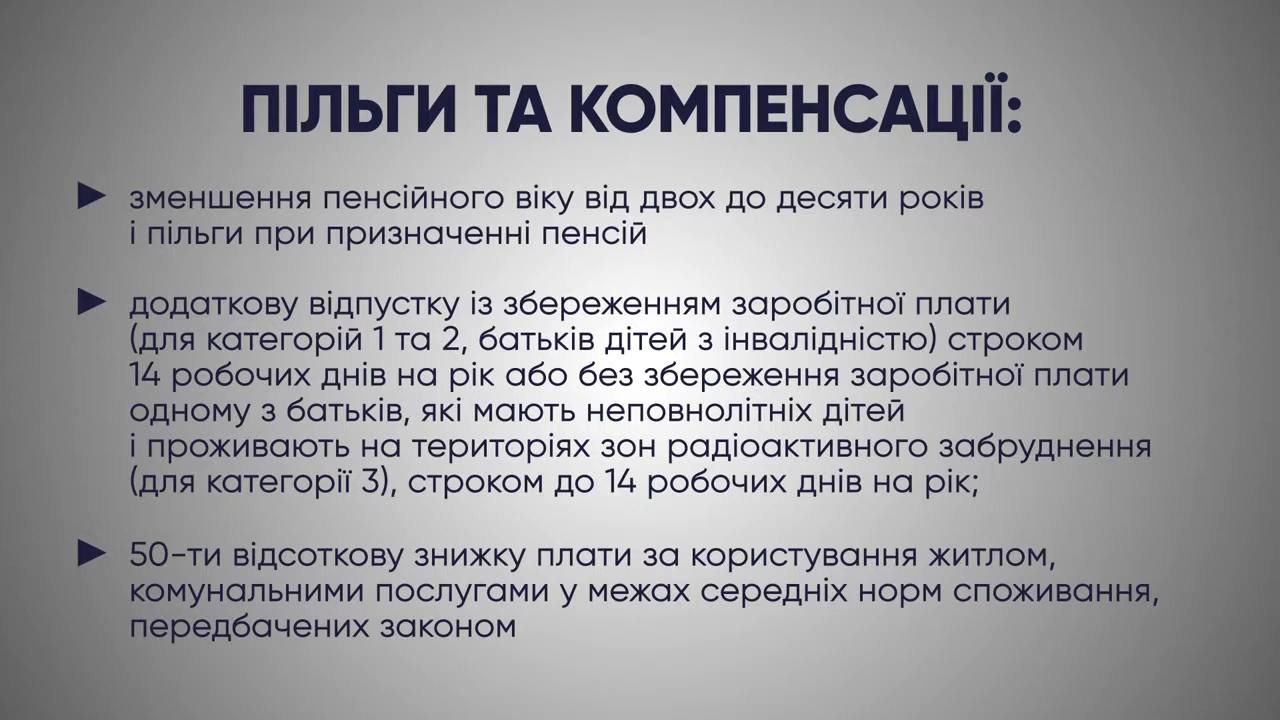 ПІЛЬГИ ТА КОМПЕНСАЦІЇ:
► зменшення пенсійного віку від двох до десяти років
і пільги при призначенні пенсій
► додаткову відпустку із збереженням заробітної плати
(для категорій 1 та 2, батьків дітей з інвалідністю) строком
14 робочих днів на рік або без збереження заробітної плати
одному з батьків, які мають неповнолітніх дітей
і проживають на територіях зон радіоактивного забруднення
(для категорії 3), строком до 14 робочих днів на рік;
► 50-ти відсоткову знижку плати за користування житлом,
комунальними послугами у межах середніх норм споживання,
передбачених законом